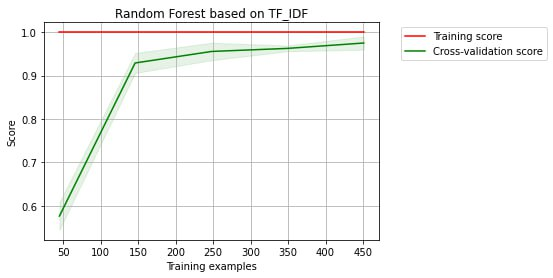 Random Forest based on TF_IDF
Training score
Cross-validation score
Score
1.0
0.9
0.8
0.7
0.6
50 100 150 200 250 300 350 400 450
Training examples